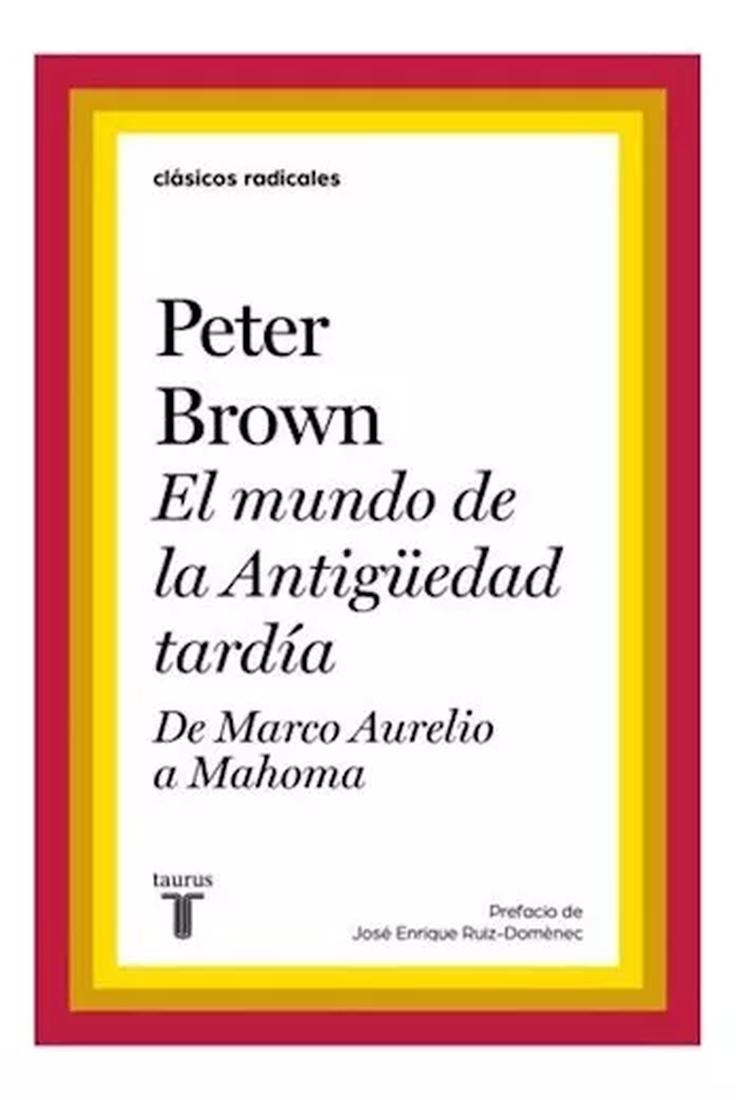 clásicos radicales
Peter
Brown
El mundo de
la Antigüedad
tardía
De Marco Aurelio
a Mahoma
taurus
Prefacio de
José Enrique Ruiz-Domènec